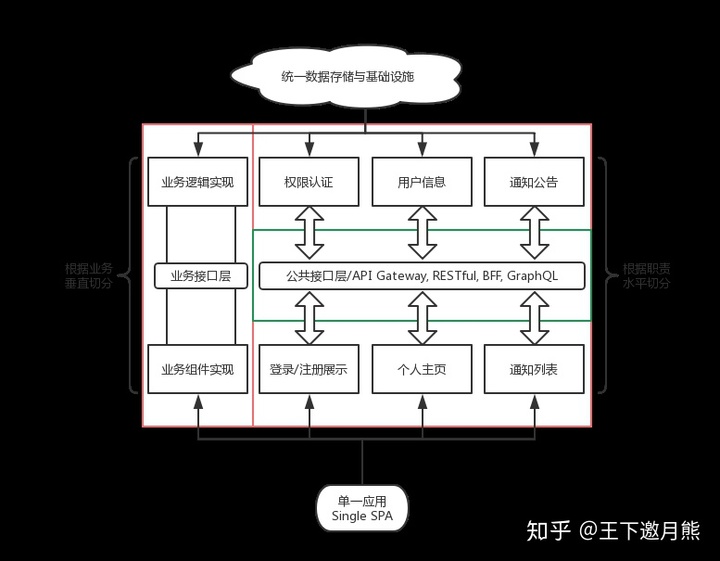 统一数据存储与基础设施
业务逻辑实现
权限认证
用户信息
通知公告
根据业务
垂直切分
业务接口层
公共接口层/API Gateway, RESTful, BFF, GraphQL
根据职责
水平切分
业务组件实现
登录/注册展示
个人主页
通知列表
单一应用
Single SPA
知乎 @王下邀月熊